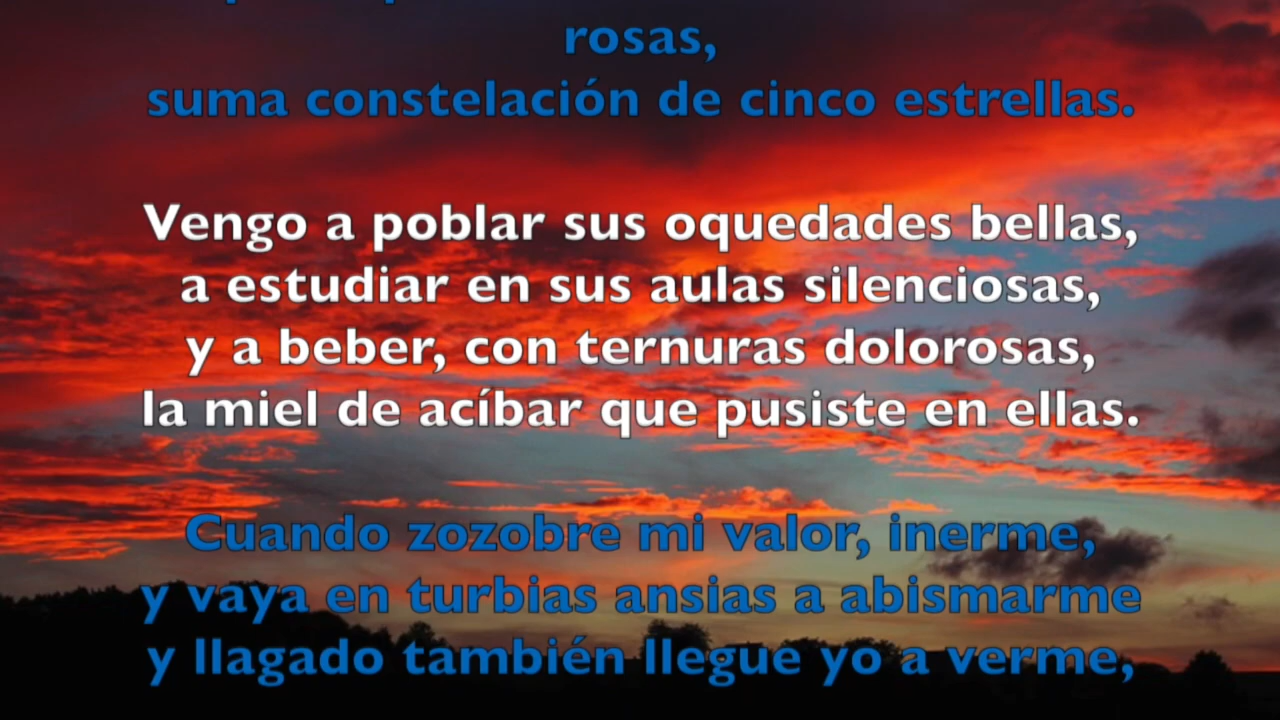 rosas,
suma constelación de cinco estrellas.
Vengo a poblar sus oquedades bellas,
a estudiar en sus aulas silenciosas,
y a beber, con ternuras dolorosas,
la miel de acíbar que pusiste en ellas.
Cuando zozobre mi valor, inerme,
y vaya en turbias ansias a abismarme
y llagado también llegue yo a verme,